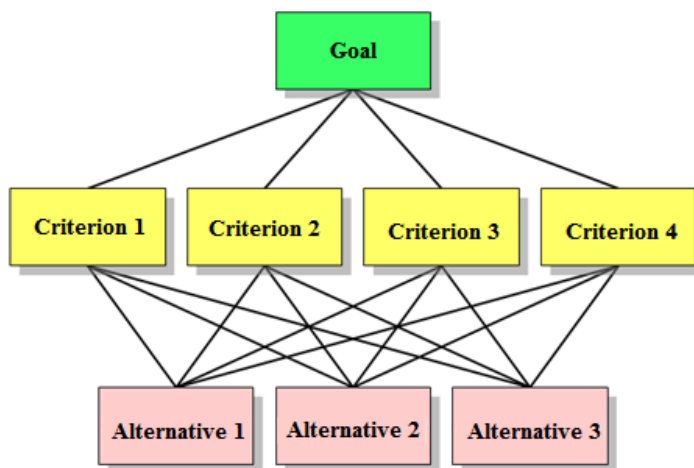 Goal
Criterion 1
Criterion 2
Criterion 3
Criterion 4
Alternative 1
Alternative 2
Alternative 3